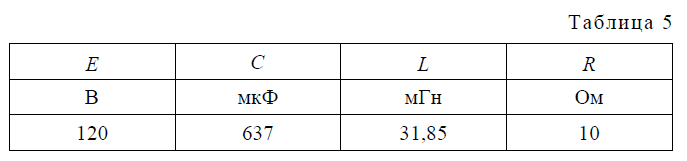 Таблица 5
E C L R
В мкФ мГн Ом
120 637 31,85 10